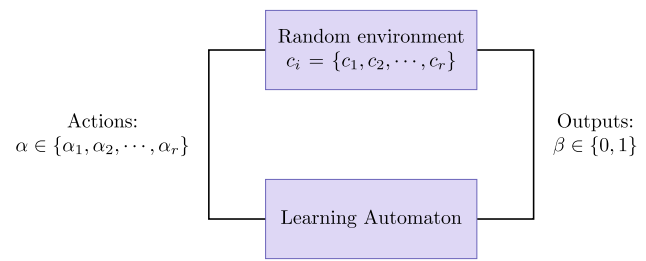 Random environment
c_i = {c_1, c_2, ⋯, c_r}
Actions:
α ∈ {α_1, α_2, ⋯, α_r}
Outputs:
β ∈ {0, 1}
Learning Automaton